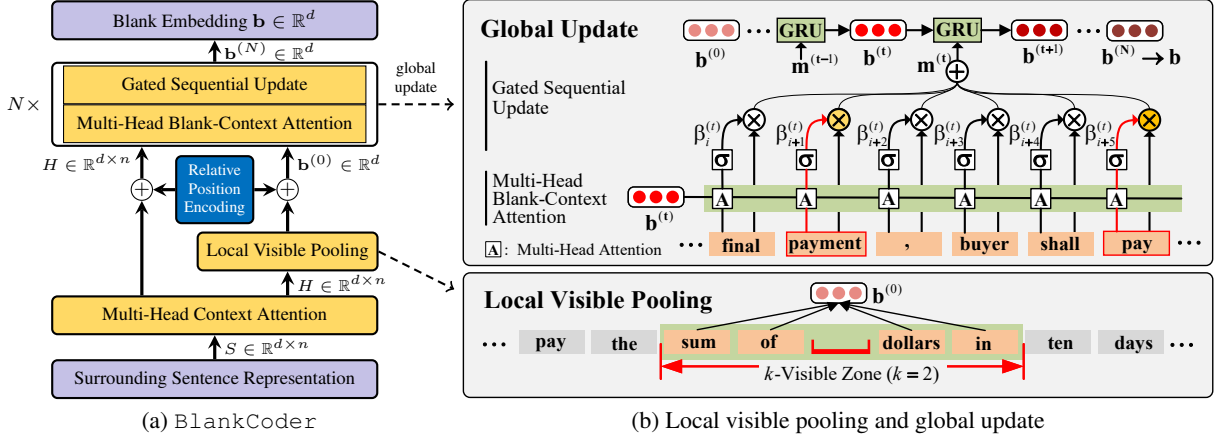 Blank Embedding b ∈ ℝ^d
b^(N) ∈ ℝ^d
N×
Gated Sequential Update
Multi-Head Blank-Context Attention
global
update
H ∈ ℝ^{d×n}
b^(0) ∈ ℝ^d
Relative
Position
Encoding
Local Visible Pooling
H ∈ ℝ^{d×n}
Multi-Head Context Attention
S ∈ ℝ^{d×n}
Surrounding Sentence Representation
(a) BlankCoder
Global Update
GRU GRU
b^(0) m^(t−1) b^(t) m^(t) b^(t+1) b^(N) → b
Gated Sequential
Update
β_i^(t) β_{i+1}^(t) β_{i+2}^(t) β_{i+3}^(t) β_{i+4}^(t) β_{i+5}^(t)
σ σ σ σ σ σ
Multi-Head
Blank-Context
Attention
b^(t)
A A A A A A
A : Multi-Head Attention
··· final payment , buyer shall pay ···
Local Visible Pooling
b^(0)
··· pay the sum of dollars in ten days ···
k-Visible Zone (k = 2)
(b) Local visible pooling and global update